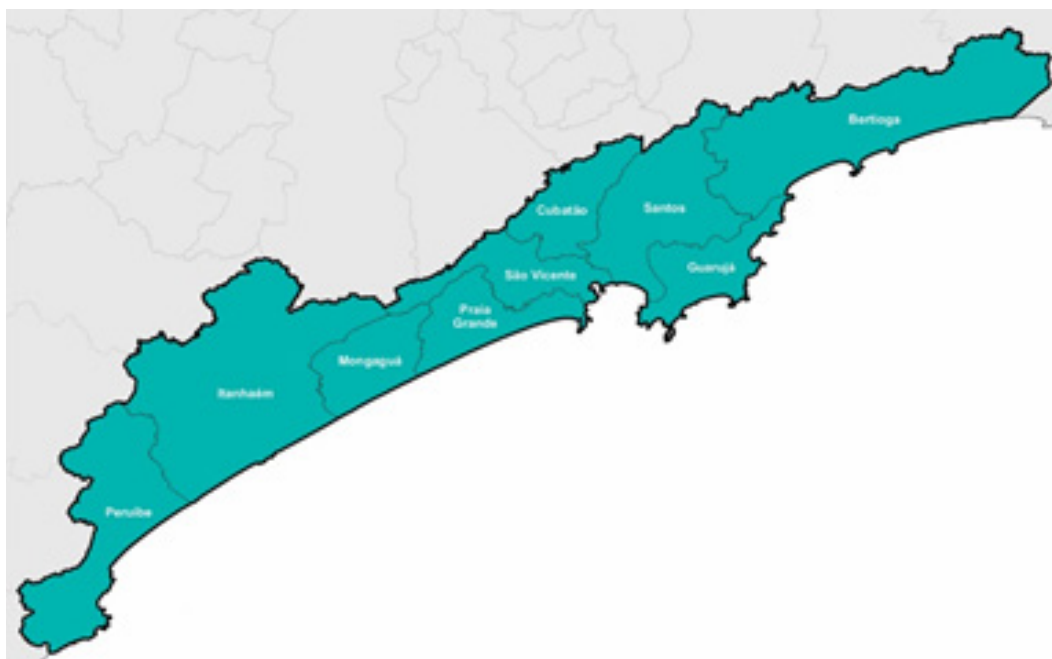 Bertioga
Cubatão
Santos
São Vicente
Guarujá
Praia
Grande
Mongaguá
Itanhaém
Peruíbe